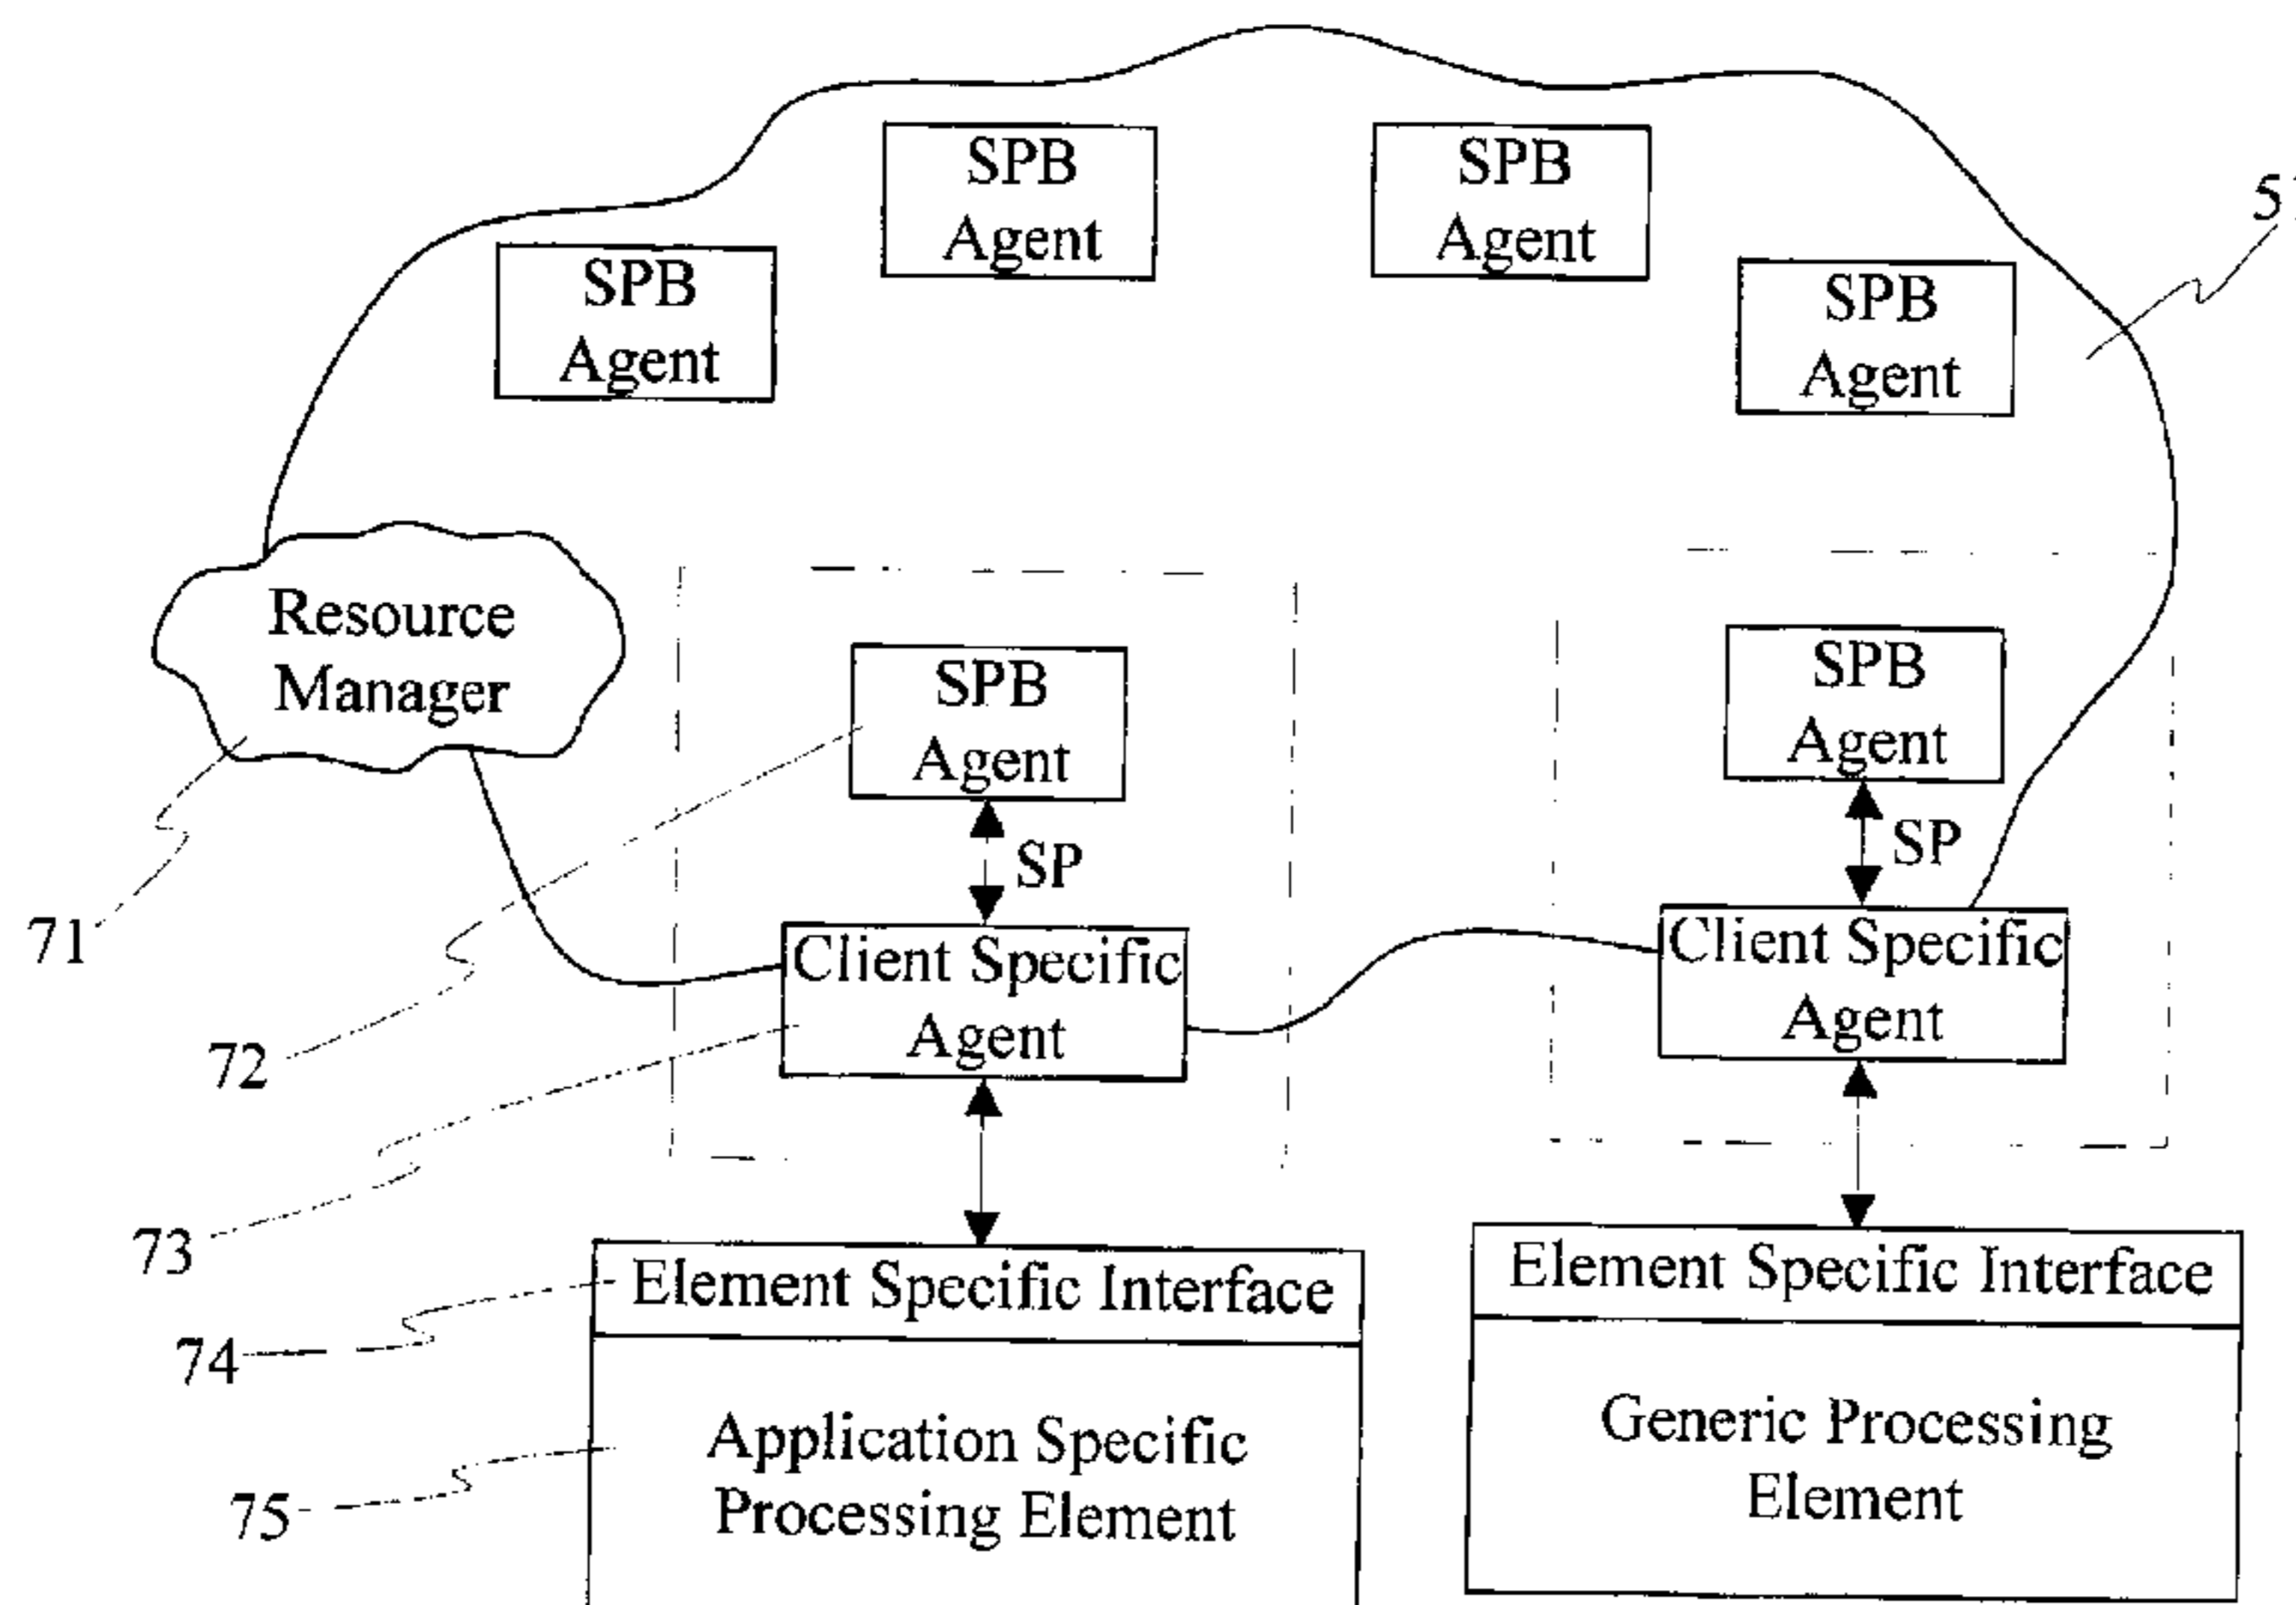 SPB
Agent
SPB
Agent
SPB
Agent
SPB
Agent
Resource
Manager
SPB
Agent
SPB
Agent
SP
SP
71
Client Specific
Agent
Client Specific
Agent
72
73
Element Specific Interface
Element Specific Interface
74
Application Specific
Processing Element
Generic Processing
Element
75